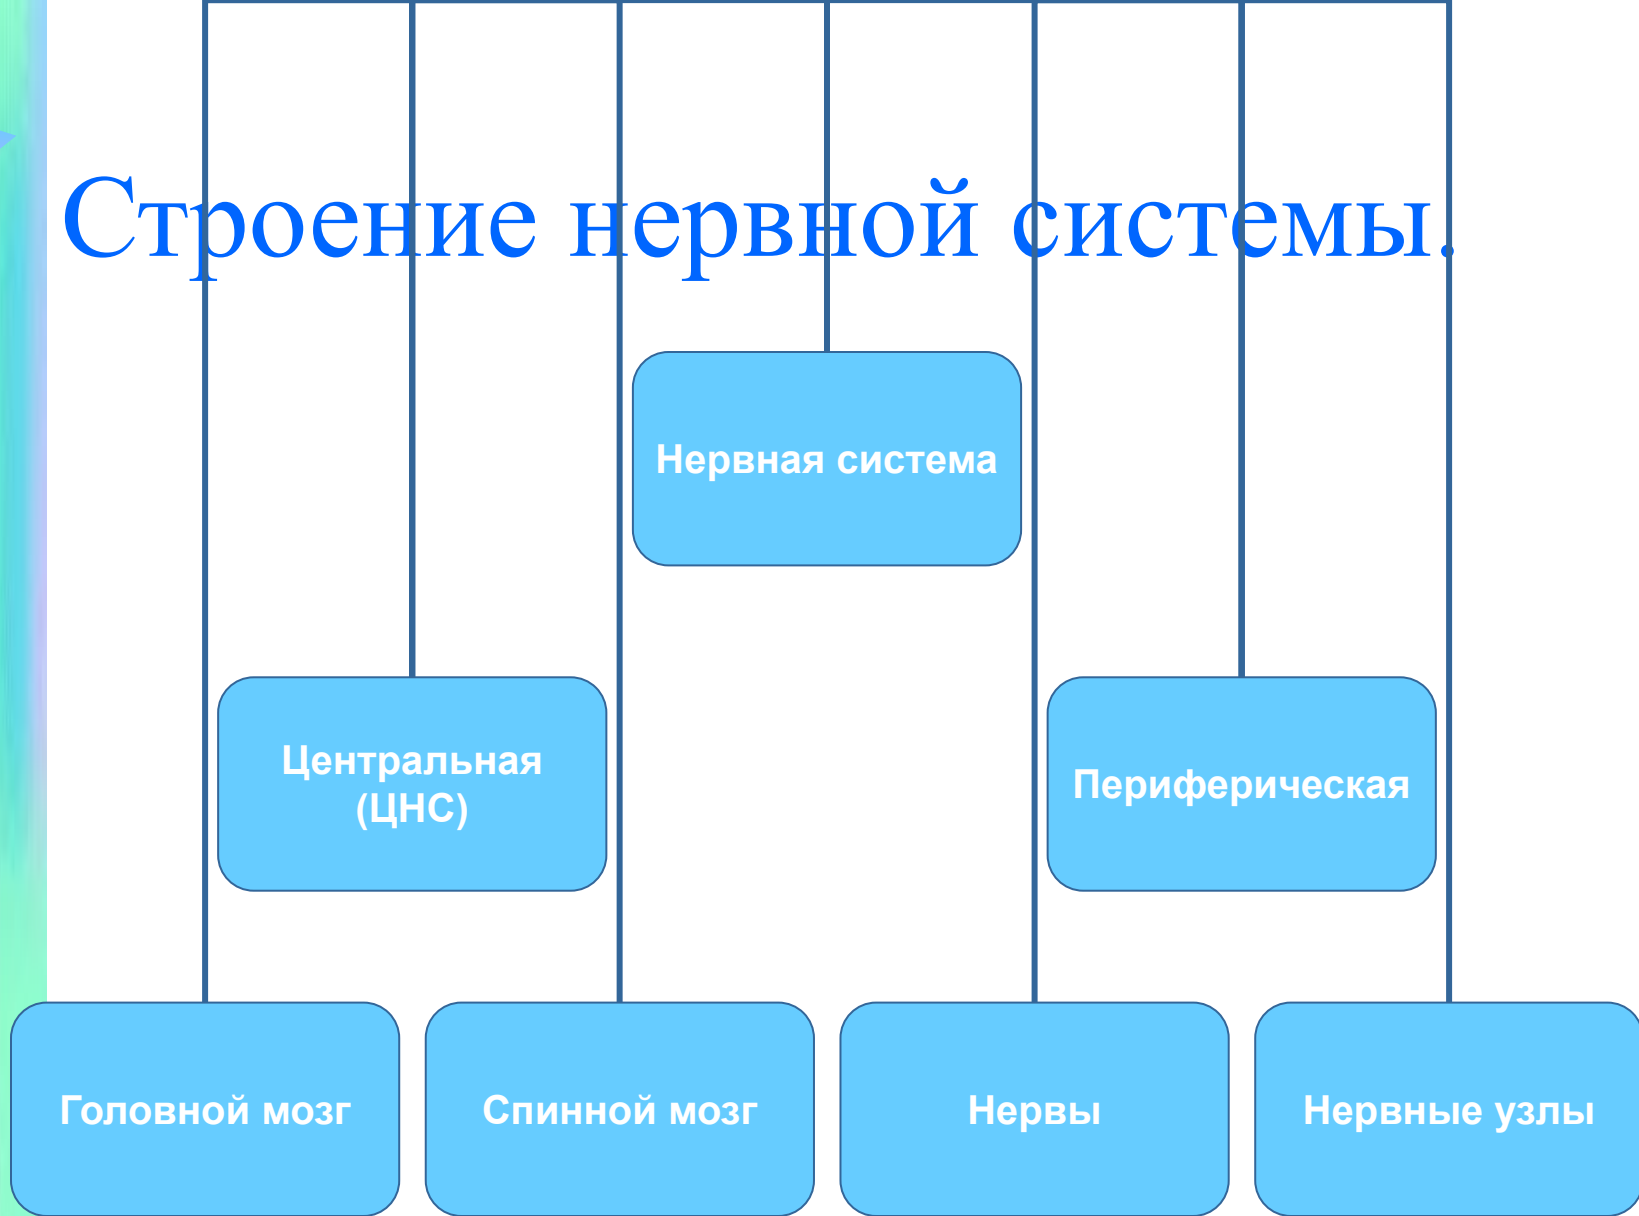 Строение нервной системы.
Нервная система
Центральная
(ЦНС)
Периферическая
Головной мозг
Спинной мозг
Нервы
Нервные узлы